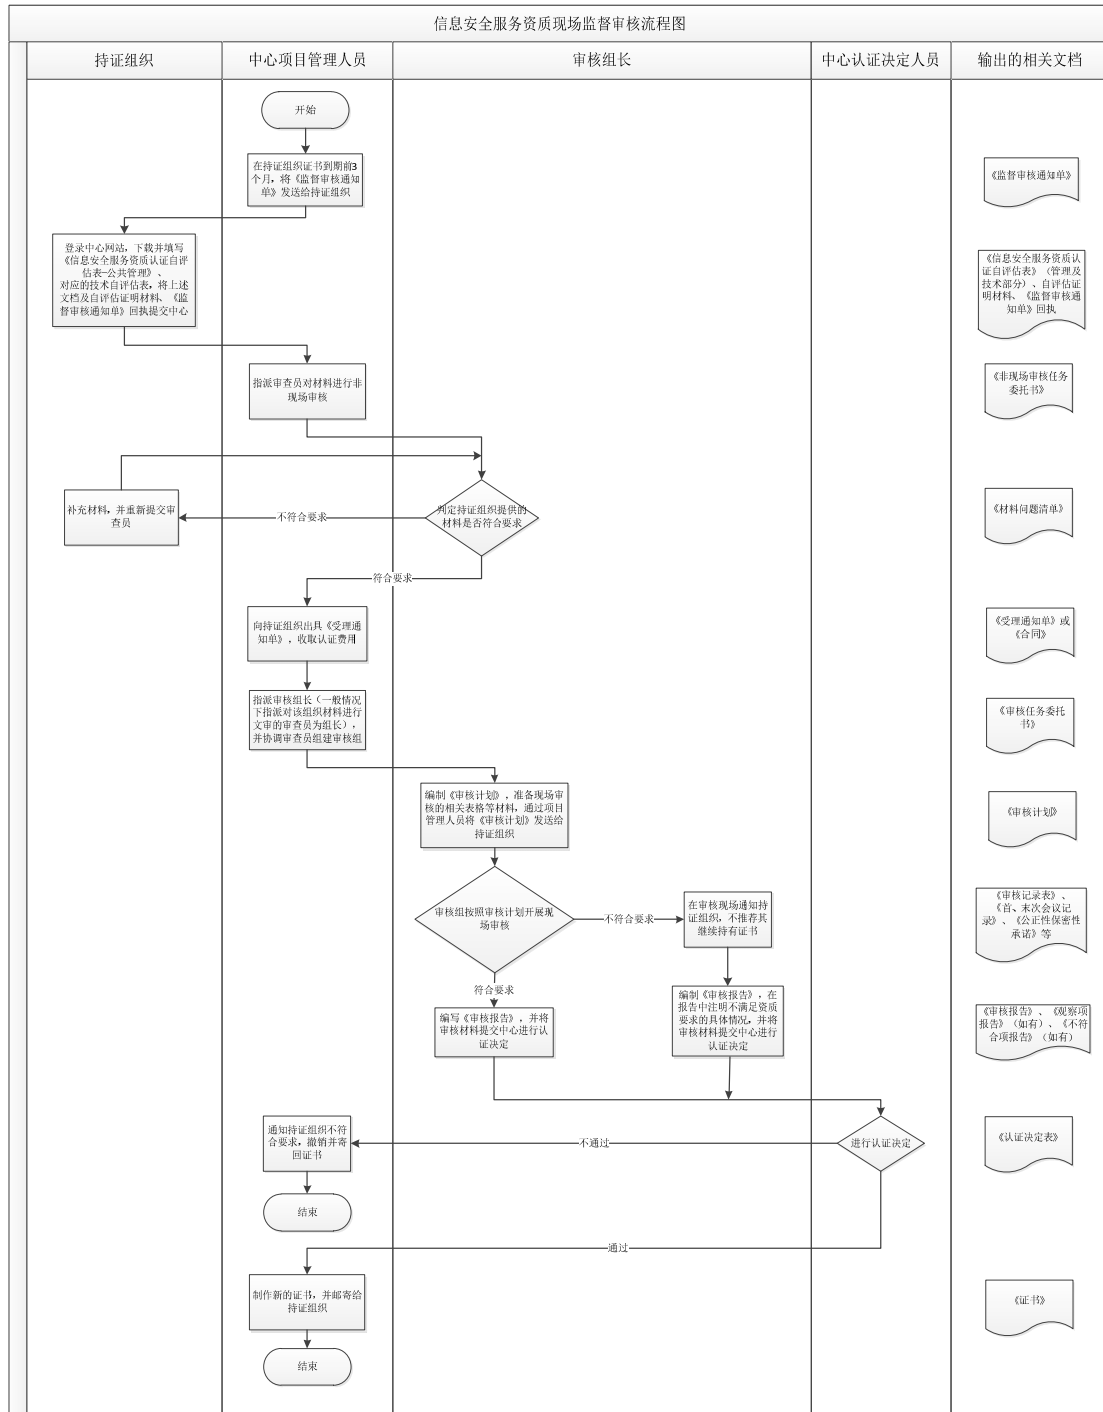 信息安全服务资质现场监督审核流程图
持证组织
中心项目管理人员
审核组长
中心认证决定人员
输出的相关文档
开始
在持证组织证书到期前3
个月，将《监督审核通知
单》发送给持证组织
《监督审核通知单》
登录中心网站，下载并填写
《信息安全服务资质认证自评
估表-公共管理》、
对应的技术自评估表，将上述
文档及自评估证明材料、《监
督审核通知单》回执提交中心
《信息安全服务资质认
证自评估表》（管理及
技术部分）、自评估证
明材料、《监督审核通
知单》回执
指派审查员对材料进行非
现场审核
《非现场审核任务
委托书》
补充材料，并重新提交审
查员
不符合要求
判定持证组织提供的
材料是否符合要求
《材料问题清单》
符合要求
向持证组织出具《受理通
知单》，收取认证费用
《受理通知单》或
《合同》
指派审核组长（一般情况
下指派对该组织材料进行
文审的审查员为组长），
并协调审查员组建审核组
《审核任务委托
书》
编制《审核计划》，准备现场审
核的相关表格等材料，通过项目
管理人员将《审核计划》发送给
持证组织
《审核计划》
审核组按照审核计划开展现
场审核
不符合要求
在审核现场通知持
证组织，不推荐其
继续持有证书
《审核记录表》、
《首、末次会议记
录》、《公正性保密性
承诺》等
符合要求
编写《审核报告》，并将
审核材料提交中心进行认
证决定
编制《审核报告》，在
报告中注明不满足资质
要求的具体情况，并将
审核材料提交中心进行
认证决定
《审核报告》、《观察项
报告》（如有）、《不符
合项报告》（如有）
通知持证组织不符
合要求，撤销并寄
回证书
不通过
进行认证决定
《认证决定表》
结束
通过
制作新的证书，并邮寄给
持证组织
《证书》
结束